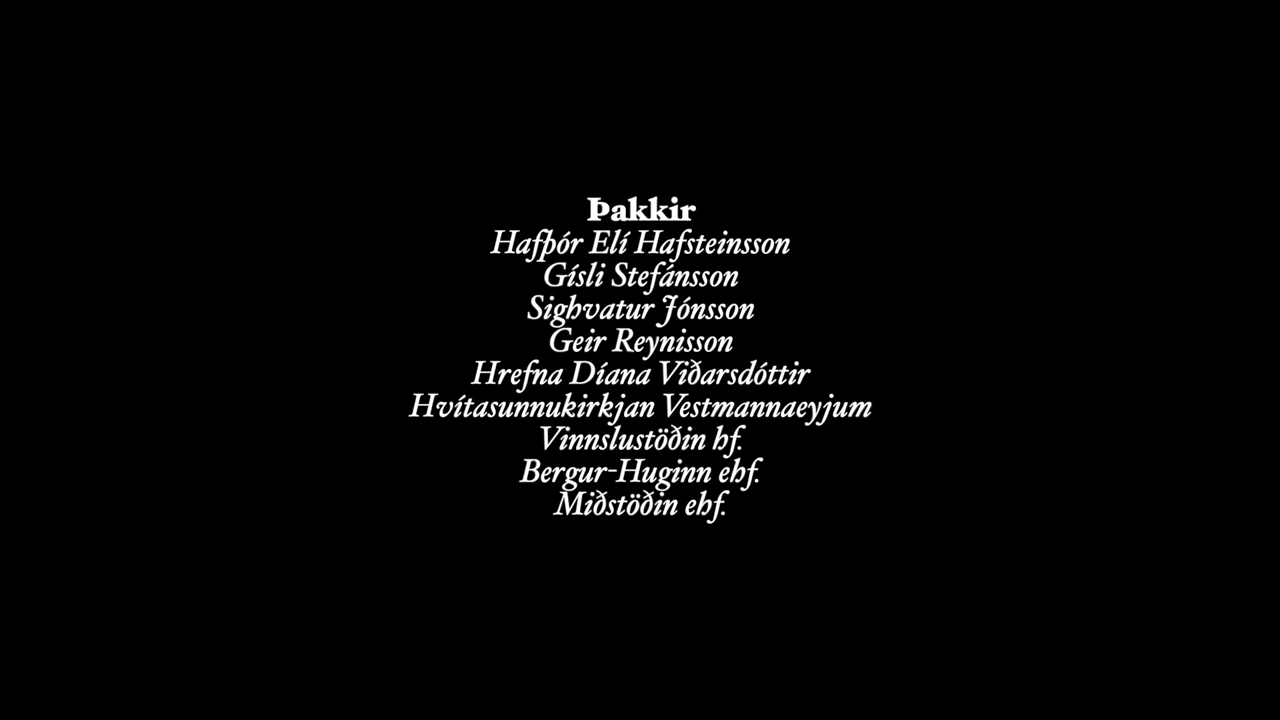 Þakkir
Hafþór Elí Hafsteinsson
Gísli Stefánsson
Sighvatur Jónsson
Geir Reynisson
Hrefna Díana Viðarsdóttir
Hvítasunnukirkjan Vestmannaeyjum
Vinnslustöðin hf.
Bergur-Huginn ehf.
Miðstöðin ehf.